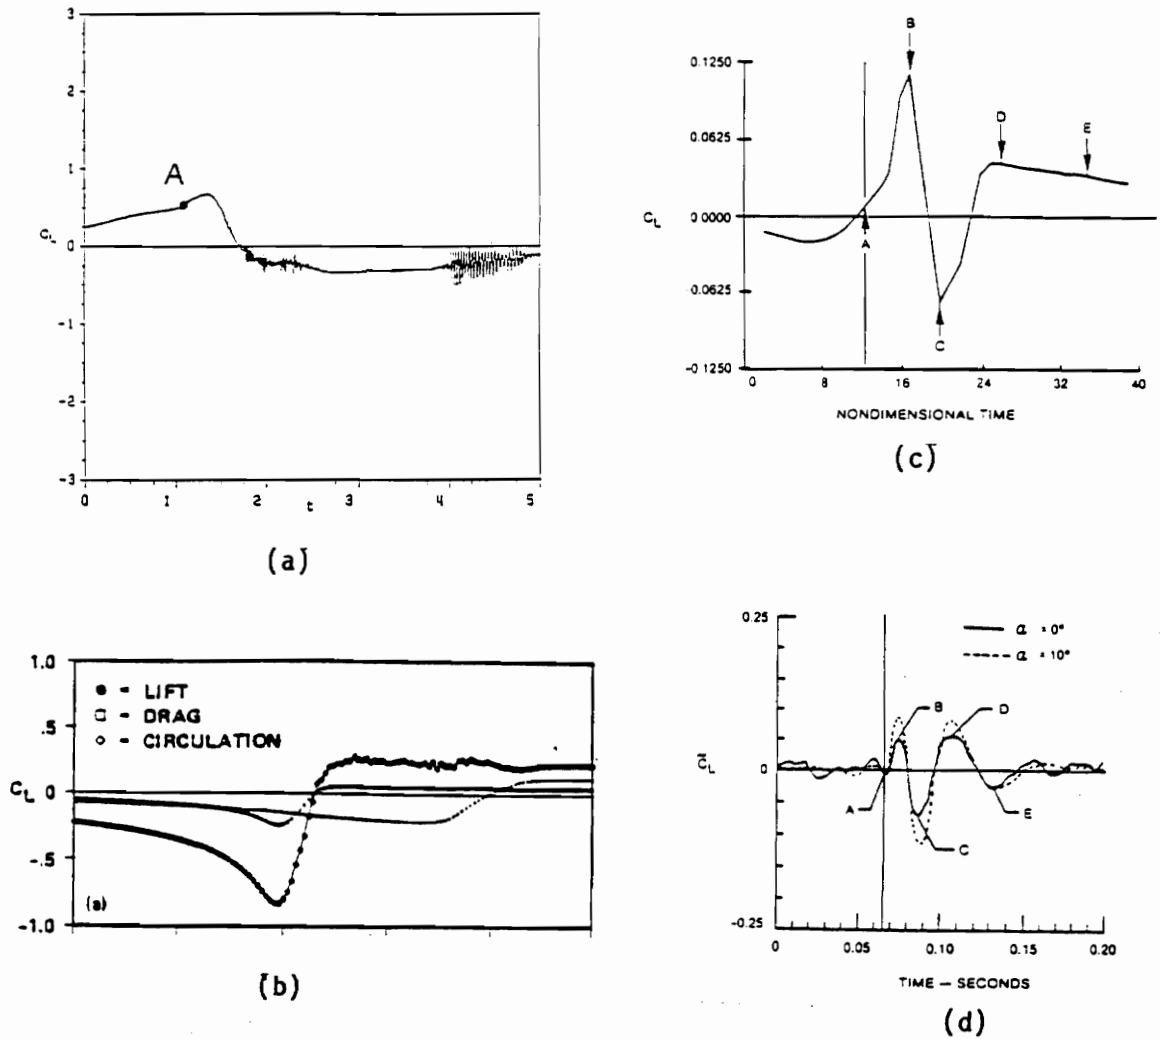 3
2
1
0
-1
-2
-3
A
C_L
0 1 2 3 4 5
t
(a)
B
0.1250
0.0625
0.0000
-0.0625
-0.1250
C_L
A
C
D
E
0 8 16 24 32 40
NONDIMENSIONAL TIME
(c)
1.0
.5
0
-.5
-1.0
C_L
● - LIFT
□ - DRAG
○ - CIRCULATION
(a)
(b)
0.25
0
-0.25
C̄_L
α = 0°
α = 10°
A
B
C
D
E
0 0.05 0.10 0.15 0.20
TIME — SECONDS
(d)